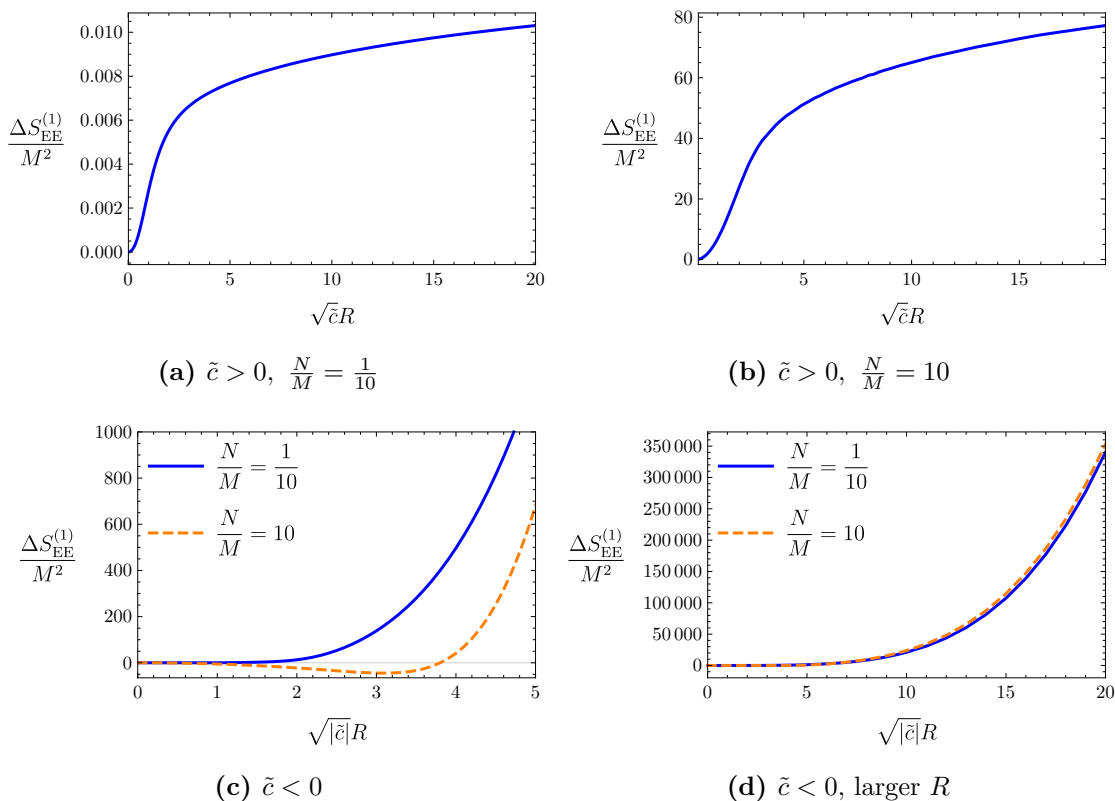 0.010
0.008
0.006
0.004
0.002
0.000
ΔS_EE^(1) / M²
0 5 10 15 20
√c̃R
(a) c̃ > 0, N/M = 1/10
80
60
40
20
0
ΔS_EE^(1) / M²
5 10 15
√c̃R
(b) c̃ > 0, N/M = 10
1000
800
600
400
200
0
ΔS_EE^(1) / M²
N/M = 1/10
N/M = 10
0 1 2 3 4 5
√|c̃|R
(c) c̃ < 0
350 000
300 000
250 000
200 000
150 000
100 000
50 000
0
ΔS_EE^(1) / M²
N/M = 1/10
N/M = 10
0 5 10 15 20
√|c̃|R
(d) c̃ < 0, larger R